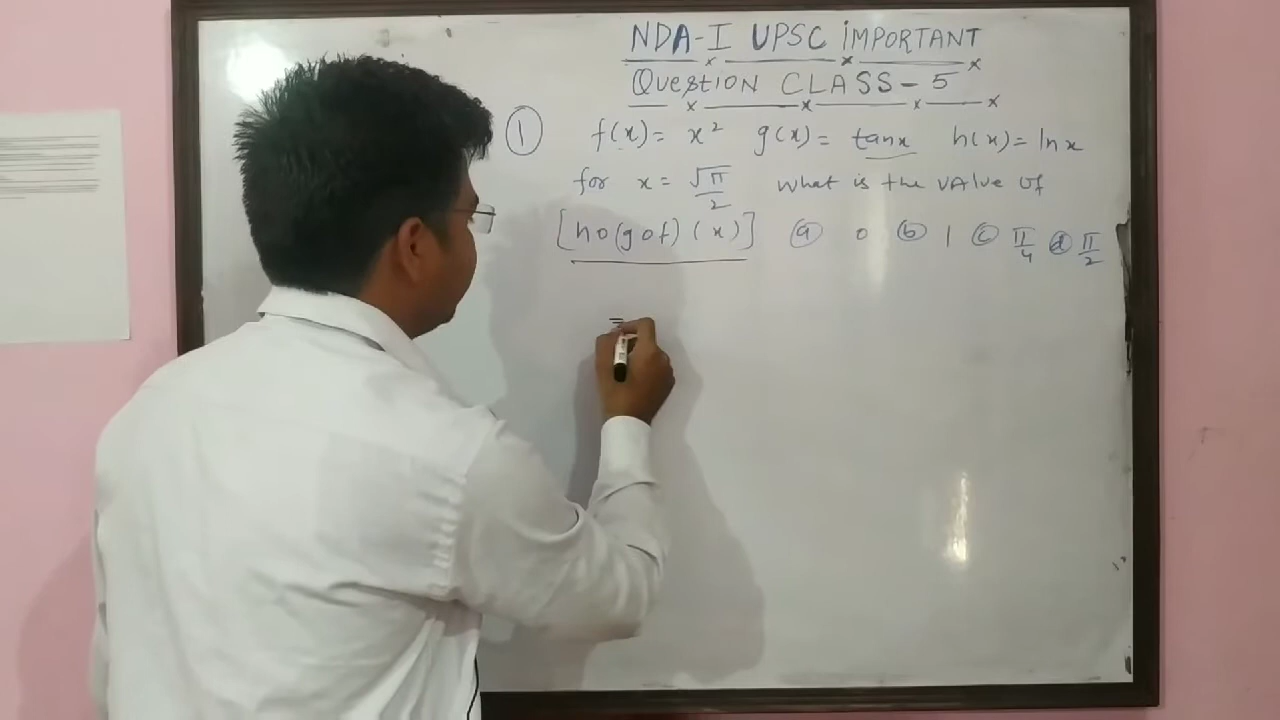 NDA-I UPSC iMPORTANT
QuestION CLASS-5
① f(x)= x² g(x)= tanx h(x)= lnx
for x= √π/2 what is the vAlue of
[ho(gof)(x)] ⓐ 0 ⓑ 1 ⓒ π/4 ⓓ π/2
=